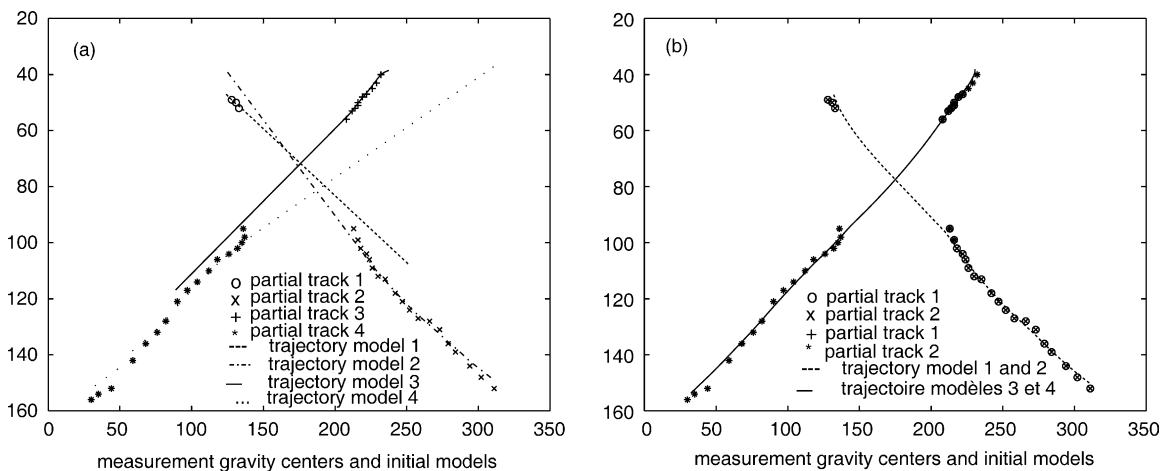 20
40
60
80
100
120
140
160
0 50 100 150 200 250 300 350
(a)
partial track 1
partial track 2
partial track 3
partial track 4
trajectory model 1
trajectory model 2
trajectory model 3
trajectory model 4
measurement gravity centers and initial models
20
40
60
80
100
120
140
160
0 50 100 150 200 250 300 350
(b)
partial track 1
partial track 2
partial track 1
partial track 2
trajectory model 1 and 2
trajectoire modèles 3 et 4
measurement gravity centers and initial models